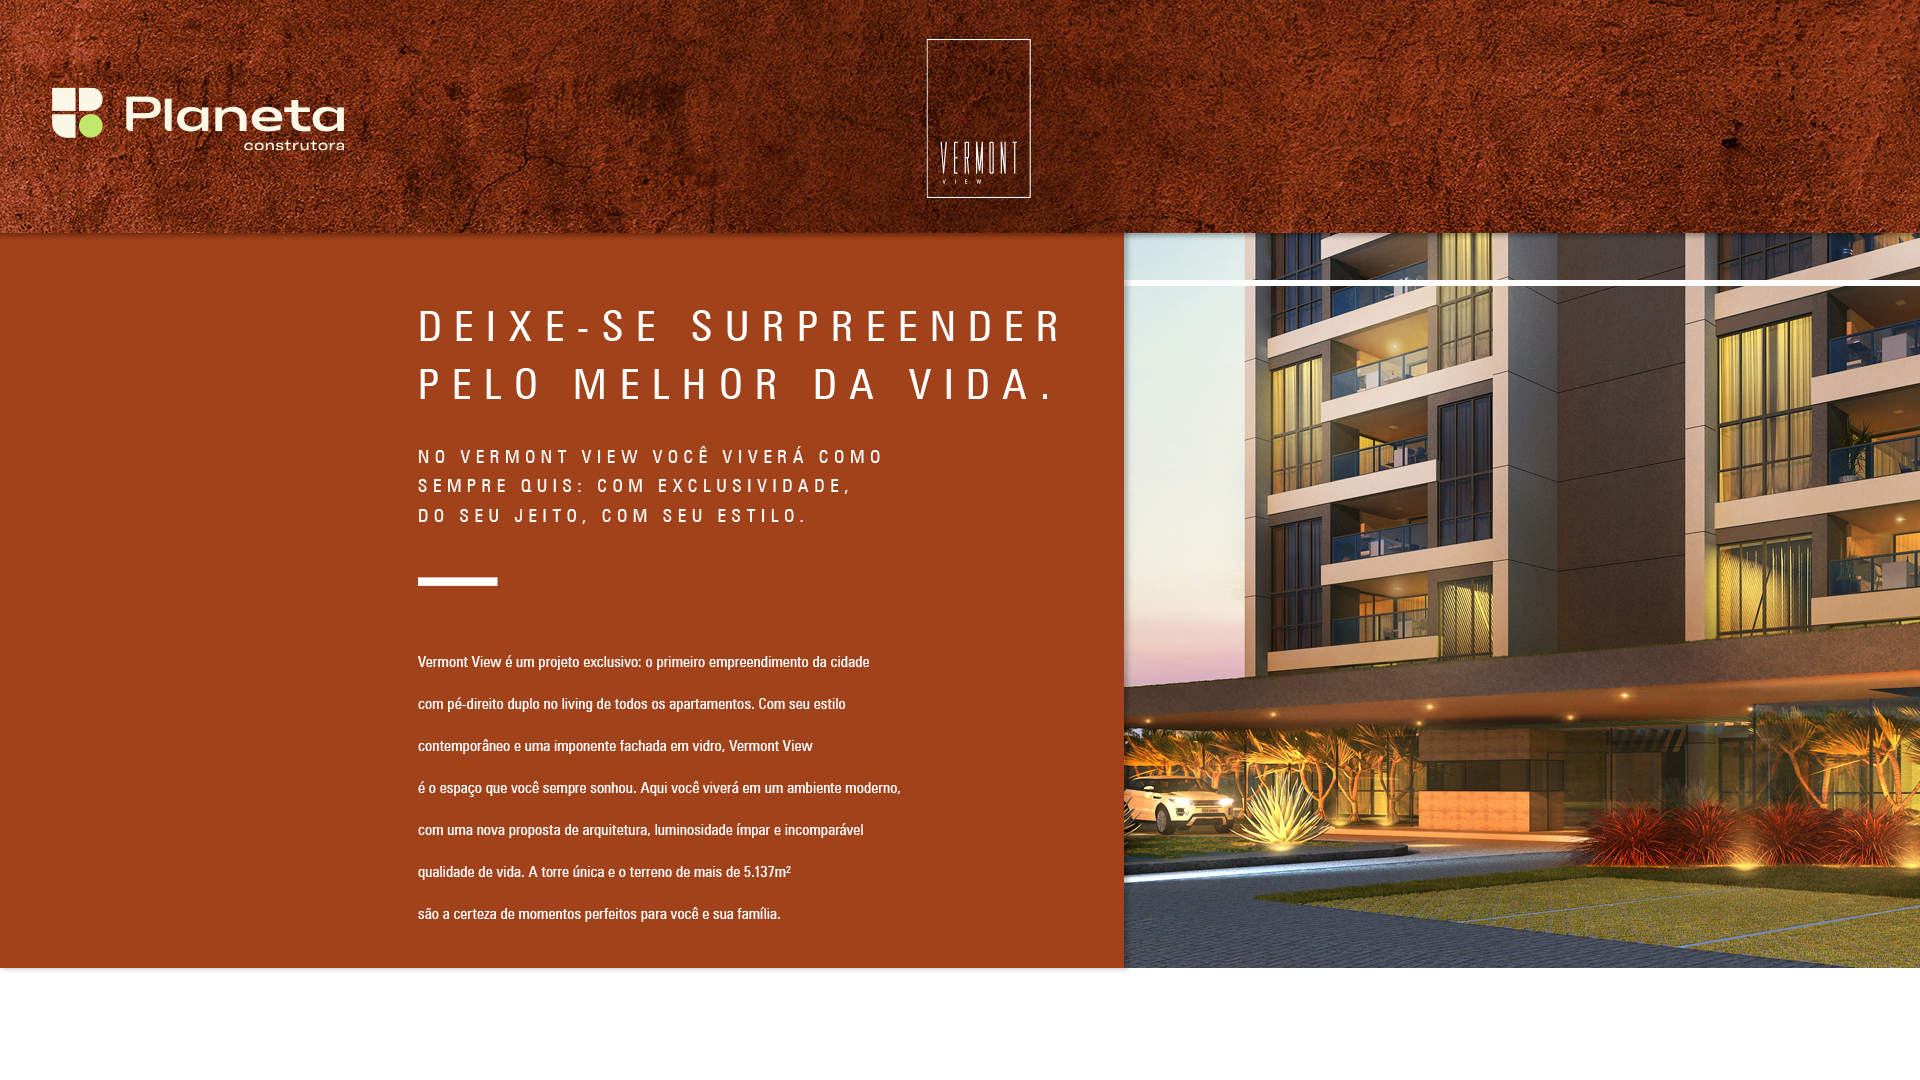 Planeta
construtora
VERMONT
VIEW
DEIXE-SE SURPREENDER
PELO MELHOR DA VIDA.
NO VERMONT VIEW VOCÊ VIVERÁ COMO
SEMPRE QUIS: COM EXCLUSIVIDADE,
DO SEU JEITO, COM SEU ESTILO.
Vermont View é um projeto exclusivo: o primeiro empreendimento da cidade
com pé-direito duplo no living de todos os apartamentos. Com seu estilo
contemporâneo e uma imponente fachada em vidro, Vermont View
é o espaço que você sempre sonhou. Aqui você viverá em um ambiente moderno,
com uma nova proposta de arquitetura, luminosidade ímpar e incomparável
qualidade de vida. A torre única e o terreno de mais de 5.137m²
são a certeza de momentos perfeitos para você e sua família.